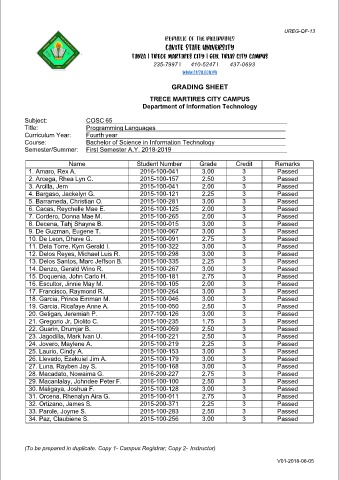 UREG-QF-13
REPUBLIC OF THE PHILIPPINES
CAVITE STATE UNIVERSITY
TANZA | TRECE MARTIRES CITY | GEN. TRIAS CITY CAMPUS
235-79971 410-52471 437-0693
www.cvsu.edu.ph
GRADING SHEET
TRECE MARTIRES CITY CAMPUS
Department of Information Technology
Subject: COSC 65
Title: Programming Languages
Curriculum Year: Fourth year
Course: Bachelor of Science in Information Technology
Semester/Summer: First Semester A.Y. 2018-2019
Name Student Number Grade Credit Remarks
1. Amaro, Rex A. 2016-100-041 3.00 3 Passed
2. Arcega, Rhea Lyn C. 2015-100-157 2.50 3 Passed
3. Arcilla, Jem 2015-100-041 2.00 3 Passed
4. Bargaso, Jackelyn G. 2015-100-121 2.25 3 Passed
5. Barrameda, Christian O. 2015-100-281 3.00 3 Passed
6. Cacas, Reychelle Mae E. 2016-100-125 2.00 3 Passed
7. Cordero, Donna Mae M. 2015-100-265 2.00 3 Passed
8. Decena, Tafj Shayne B. 2015-100-015 3.00 3 Passed
9. De Guzman, Eugene T. 2015-100-067 3.00 3 Passed
10. De Leon, Dhave G. 2015-100-091 2.75 3 Passed
11. Dela Torre, Kym Gerald I. 2015-100-322 3.00 3 Passed
12. Delos Reyes, Michael Luis R. 2015-100-298 3.00 3 Passed
13. Delos Santos, Marc Jeffson B. 2015-100-335 2.25 3 Passed
14. Denzo, Gerald Wino R. 2015-100-267 3.00 3 Passed
15. Doquenia, John Carlo H. 2015-100-181 2.75 3 Passed
16. Escultor, Jinnie May M. 2016-100-105 2.00 3 Passed
17. Francisco, Raymond R. 2015-100-264 3.00 3 Passed
18. Garcia, Prince Emman M. 2015-100-046 3.00 3 Passed
19. Garcia, Ricafaye Anne A. 2015-100-050 2.50 3 Passed
20. Geligan, Jeremiah P. 2017-100-126 3.00 3 Passed
21. Gregorio Jr, Diolito C. 2015-100-235 1.75 3 Passed
22. Guarin, Drumjar B. 2015-100-059 2.50 3 Passed
23. Jagodilla, Mark Ivan U. 2014-100-221 2.50 3 Passed
24. Jovero, Maylene A. 2015-100-219 2.25 3 Passed
25. Laurio, Cindy A. 2015-100-153 3.00 3 Passed
26. Llevado, Ezekuiel Jim A. 2015-100-179 3.00 3 Passed
27. Luna, Rayben Jay S. 2015-100-168 3.00 3 Passed
28. Macadato, Nowaima G. 2016-200-227 2.75 3 Passed
29. Macanlalay, Johndee Peter F. 2016-100-100 2.50 3 Passed
30. Maligaya, Joshua F. 2015-100-128 3.00 3 Passed
31. Orcena, Rhenalyn Aira G. 2015-100-011 2.75 3 Passed
32. Ortizano, James S. 2015-200-371 2.25 3 Passed
33. Parole, Joyme S. 2015-100-283 2.50 3 Passed
34. Paz, Claubiene S. 2015-100-256 3.00 3 Passed
(To be prepared in duplicate. Copy 1- Campus Registrar; Copy 2- Instructor)
V01-2018-06-05